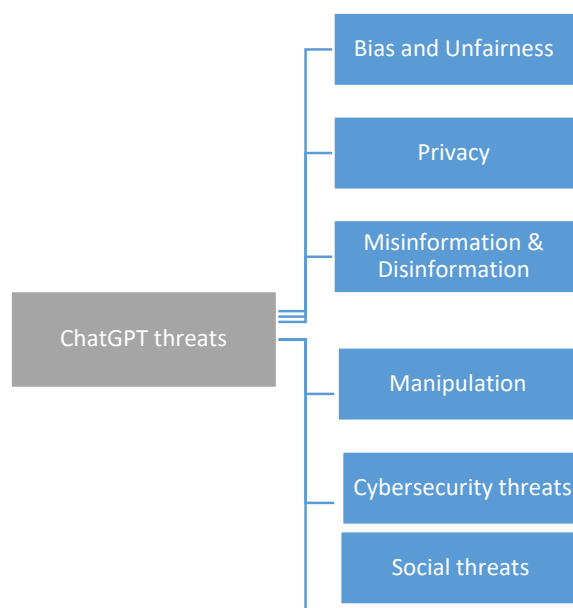 Bias and Unfairness
Privacy
Misinformation &
Disinformation
ChatGPT threats
Manipulation
Cybersecurity threats
Social threats